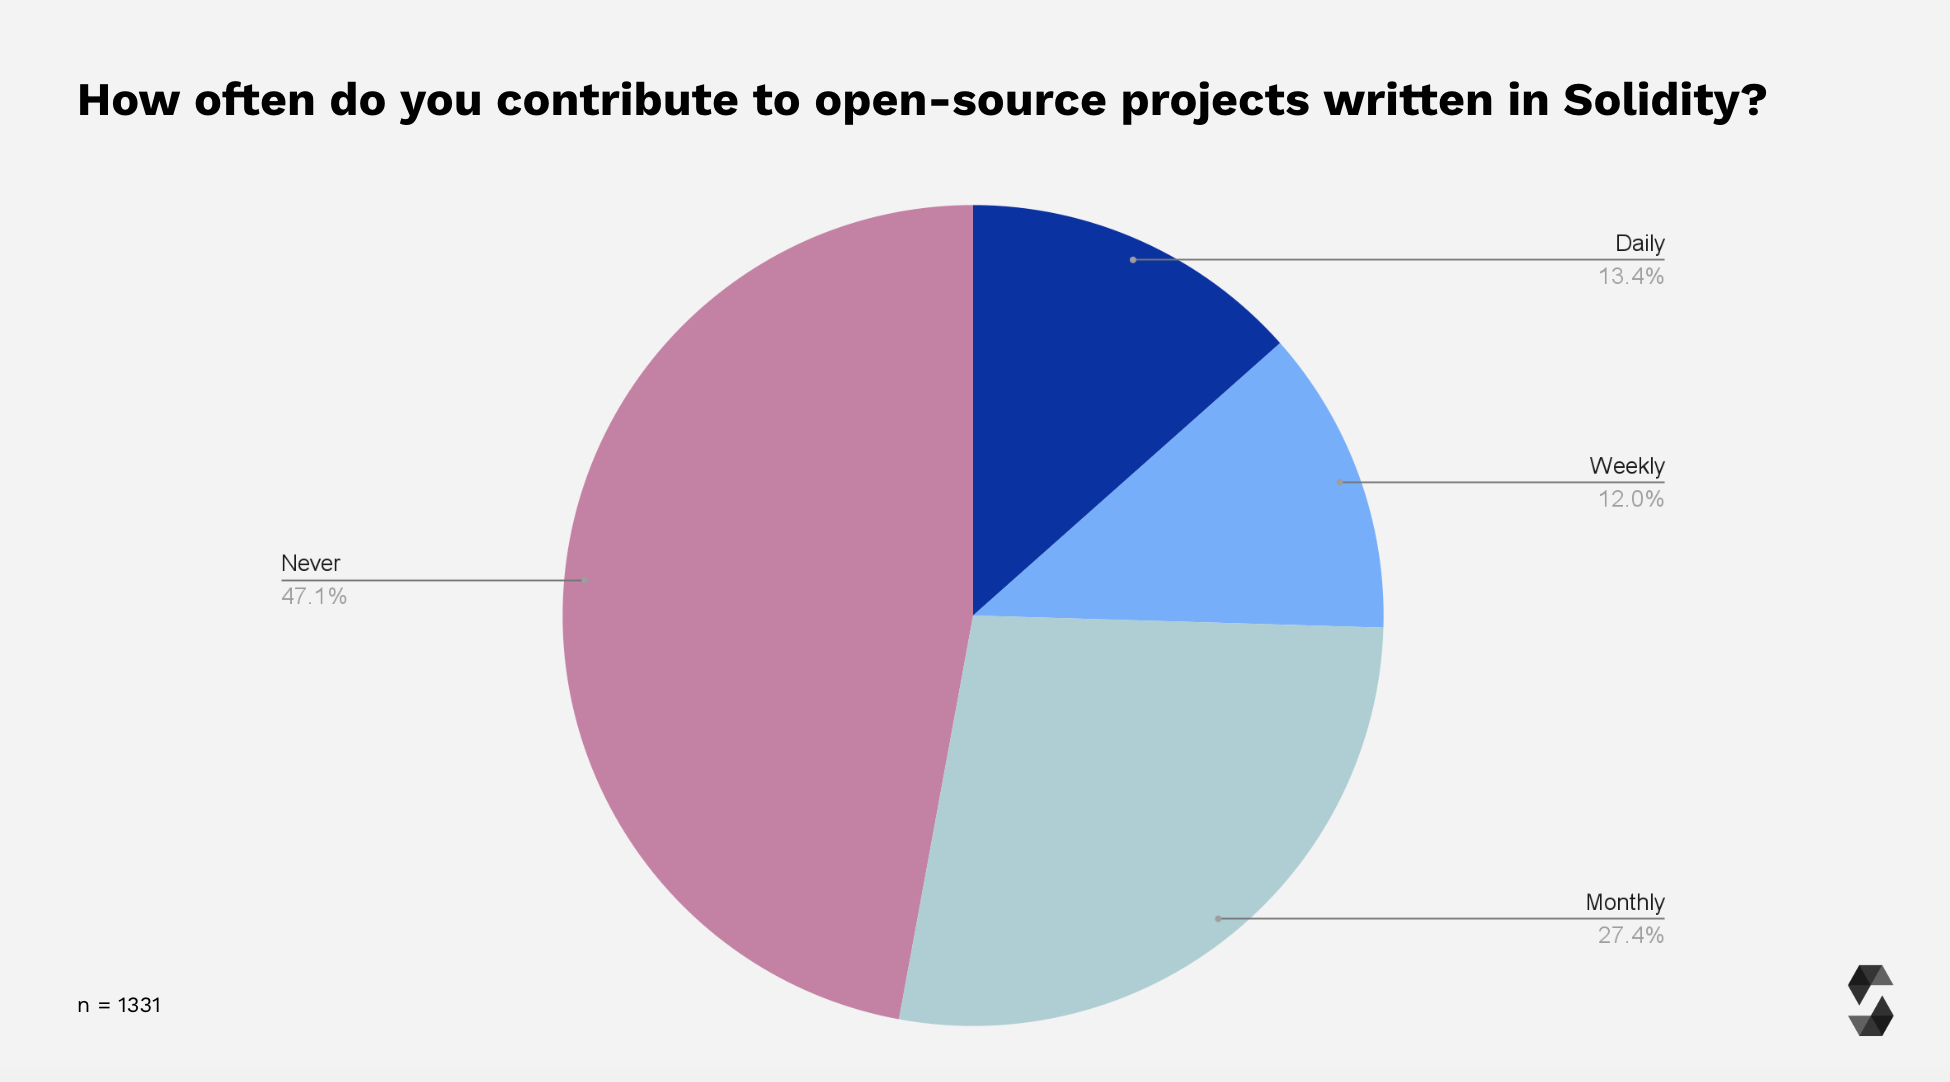 How often do you contribute to open-source projects written in Solidity?
Daily
13.4%
Weekly
12.0%
Never
47.1%
Monthly
27.4%
n = 1331